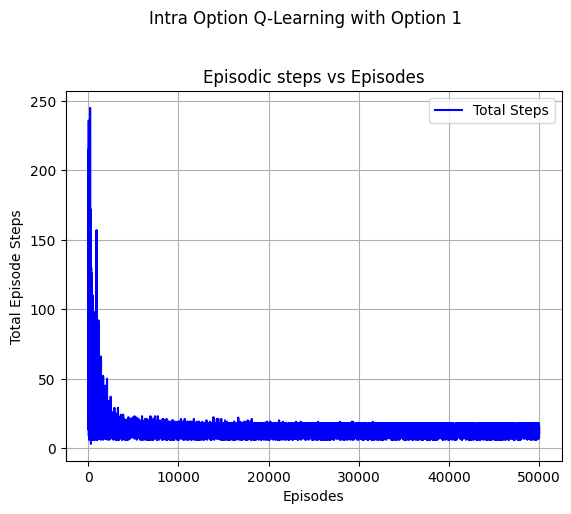 Intra Option Q-Learning with Option 1
Episodic steps vs Episodes
Total Steps
Total Episode Steps
250
200
150
100
50
0
0 10000 20000 30000 40000 50000
Episodes